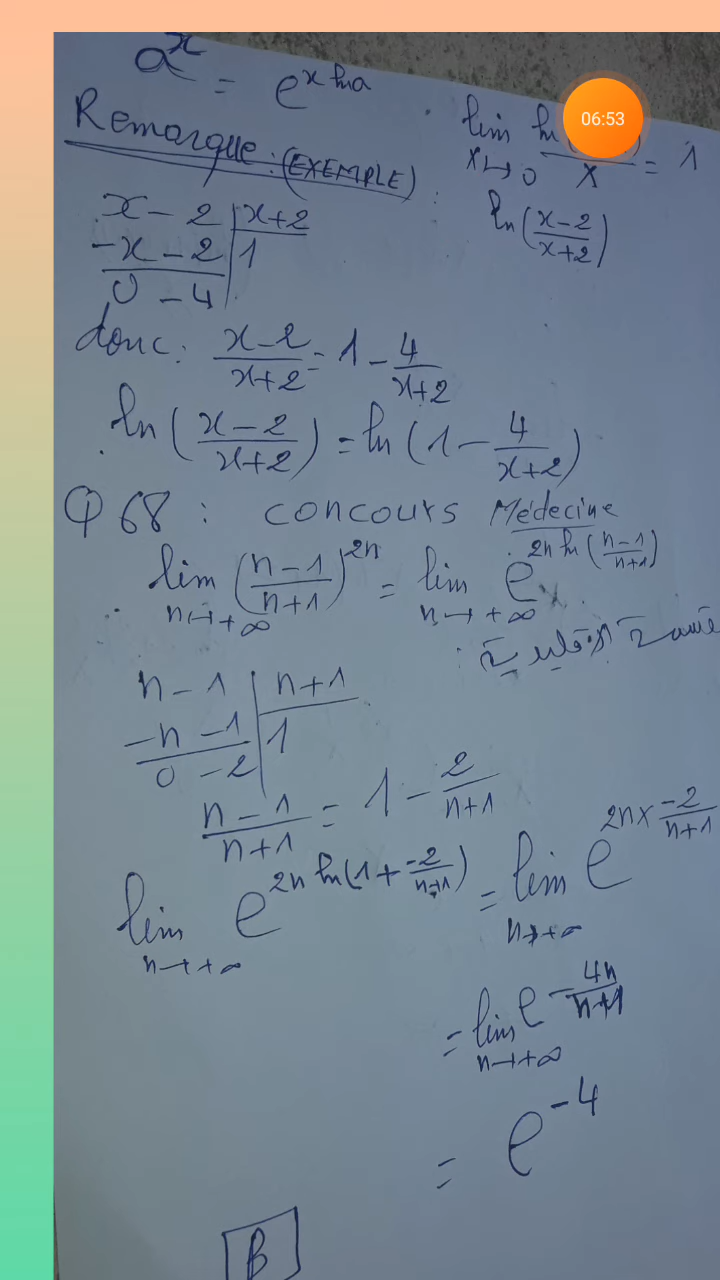 a^x = e^{x ln a}
Remarque : (EXEMPLE) :
lim ln
x→0 x = 1
06:53
x - 2 | x+2
-x - 2 | 1
0 - 4
ln((x-2)/(x+2))
donc : (x-2)/(x+2) = 1 - 4/(x+2)
ln((x-2)/(x+2)) = ln(1 - 4/(x+2))
Q 68 : concours Médecine
lim n→+∞ ((n-1)/(n+1))^{2n} = lim n→+∞ e^{2n ln((n-1)/(n+1))}
: القسمة الاقليدية
n - 1 | n+1
-n - 1 | 1
0 - 2
(n-1)/(n+1) = 1 - 2/(n+1)
lim n→+∞ e^{2n ln(1 + -2/(n+1))} = lim n→+∞ e^{2n x -2/(n+1)}
= lim n→+∞ e^{-4n/(n+1)}
= e^{-4}
B